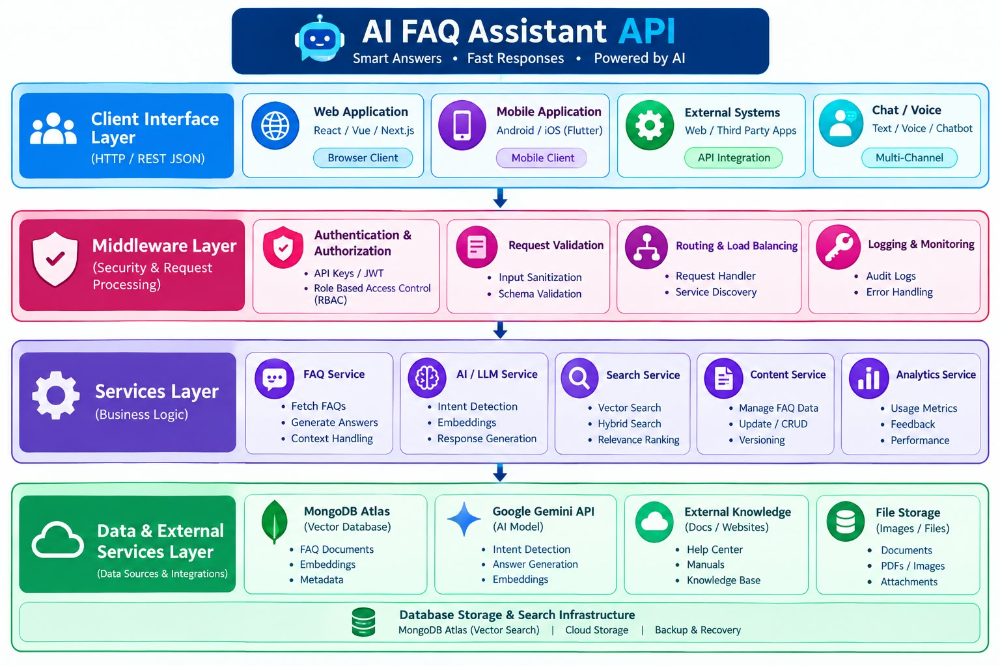 AI FAQ Assistant API
Smart Answers • Fast Responses • Powered by AI
Client Interface
Layer
(HTTP / REST JSON)
Web Application
React / Vue / Next.js
Browser Client
Mobile Application
Android / iOS (Flutter)
Mobile Client
External Systems
Web / Third Party Apps
API Integration
Chat / Voice
Text / Voice / Chatbot
Multi-Channel
Middleware Layer
(Security & Request
Processing)
Authentication &
Authorization
• API Keys / JWT
• Role Based Access Control
(RBAC)
Request Validation
• Input Sanitization
• Schema Validation
Routing & Load Balancing
• Request Handler
• Service Discovery
Logging & Monitoring
• Audit Logs
• Error Handling
Services Layer
(Business Logic)
FAQ Service
• Fetch FAQs
• Generate Answers
• Context Handling
AI / LLM Service
• Intent Detection
• Embeddings
• Response Generation
Search Service
• Vector Search
• Hybrid Search
• Relevance Ranking
Content Service
• Manage FAQ Data
• Update / CRUD
• Versioning
Analytics Service
• Usage Metrics
• Feedback
• Performance
Data & External
Services Layer
(Data Sources & Integrations)
MongoDB Atlas
(Vector Database)
• FAQ Documents
• Embeddings
• Metadata
Google Gemini API
(AI Model)
• Intent Detection
• Answer Generation
• Embeddings
External Knowledge
(Docs / Websites)
• Help Center
• Manuals
• Knowledge Base
File Storage
(Images / Files)
• Documents
• PDFs / Images
• Attachments
Database Storage & Search Infrastructure
MongoDB Atlas (Vector Search) | Cloud Storage | Backup & Recovery